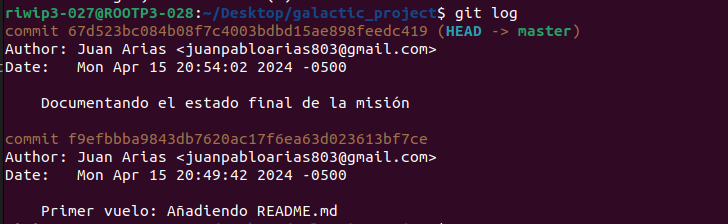 riwip3-027@ROOTP3-028:~/Desktop/galactic_project$ git log
commit 67d523bc084b08f7c4003bdbd15ae898feedc419 (HEAD -> master)
Author: Juan Arias <juanpabloarias803@gmail.com>
Date:   Mon Apr 15 20:54:02 2024 -0500
    Documentando el estado final de la misión
commit f9efbbba9843db7620ac17f6ea63d023613bf7ce
Author: Juan Arias <juanpabloarias803@gmail.com>
Date:   Mon Apr 15 20:49:42 2024 -0500
    Primer vuelo: Añadiendo README.md